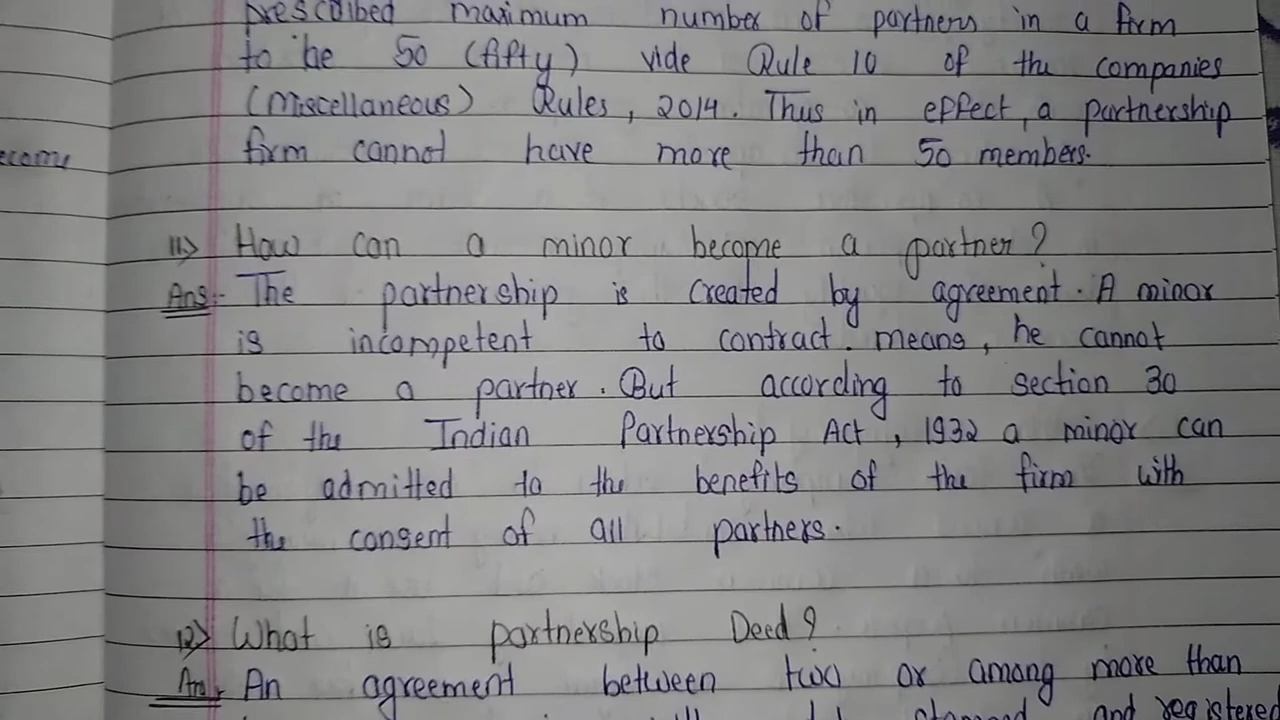 prescribed maximum number of partners in a firm
to be 50 (fifty) vide Rule 10 of the companies
(Miscellaneous) Rules, 2014. Thus in effect, a partnership
firm cannot have more than 50 members.
ecome
11> How can a minor become a partner?
Ans:- The partnership is created by agreement. A minor
is incompetent to contract. means, he cannot
become a partner. But according to section 30
of the Indian Partnership Act, 1932 a minor can
be admitted to the benefits of the firm with
the consent of all partners.
12> What is partnership Deed?
Ans, An agreement between two or among more than
and registered